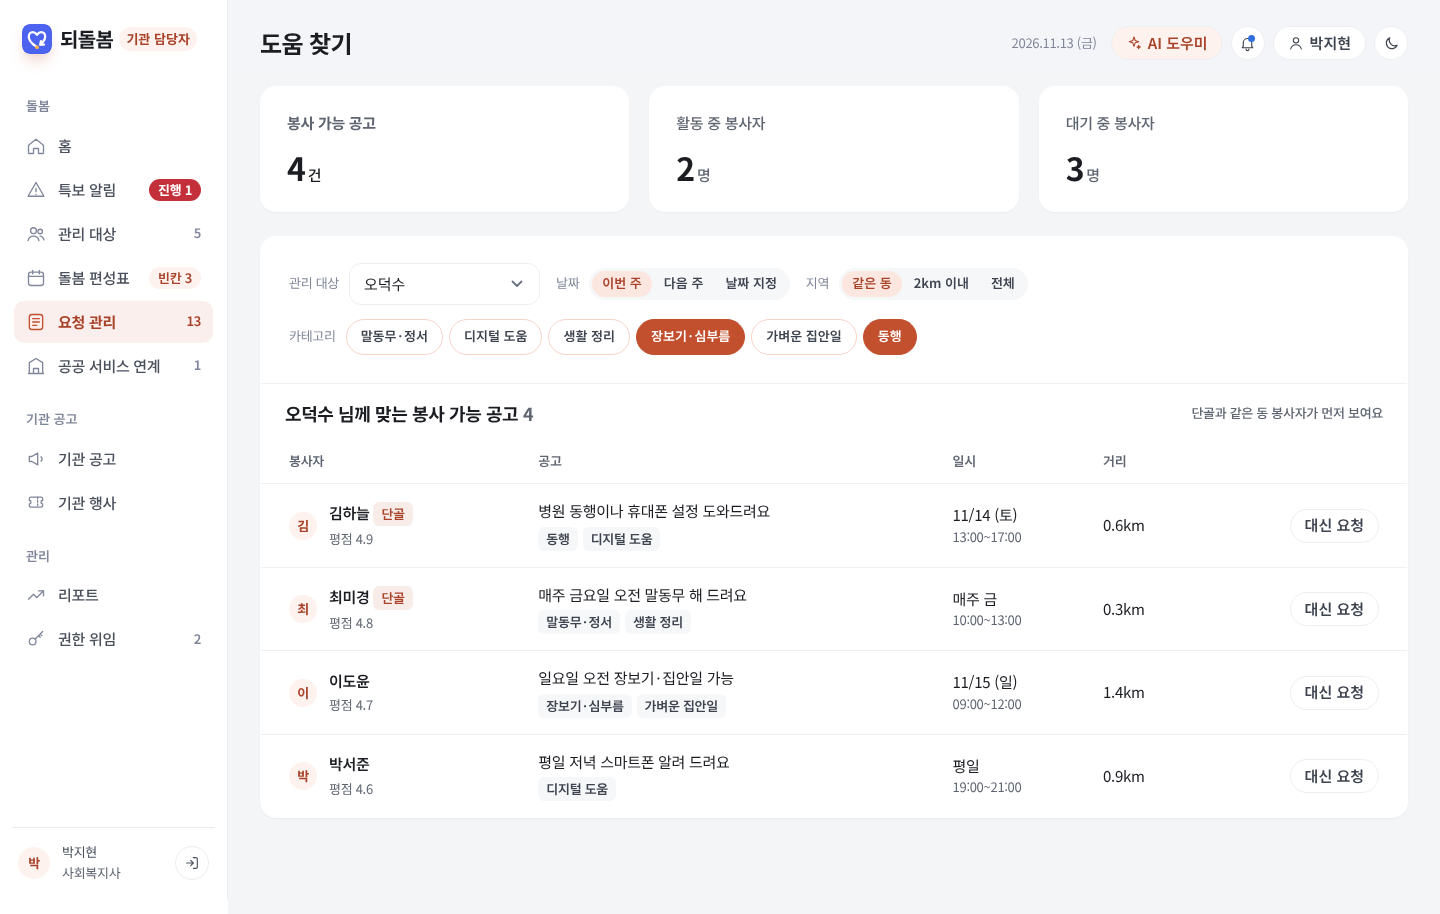 되돌봄 기관 담당자
돌봄
홈
특보 알림 진행 1
관리 대상 5
돌봄 편성표 빈칸 3
요청 관리 13
공공 서비스 연계 1
기관 공고
기관 공고
기관 행사
관리
리포트
권한 위임 2
박 박지현
사회복지사
도움 찾기
2026.11.13 (금) AI 도우미 박지현
봉사 가능 공고
4 건
활동 중 봉사자
2 명
대기 중 봉사자
3 명
관리 대상 오덕수 날짜 이번 주 다음 주 날짜 지정 지역 같은 동 2km 이내 전체
카테고리 말동무·정서 디지털 도움 생활 정리 장보기·심부름 가벼운 집안일 동행
오덕수 님께 맞는 봉사 가능 공고 4 단골과 같은 동 봉사자가 먼저 보여요
봉사자 공고 일시 거리
김 김하늘 단골
평점 4.9
병원 동행이나 휴대폰 설정 도와드려요
동행 디지털 도움
11/14 (토)
13:00~17:00
0.6km
대신 요청
최 최미경 단골
평점 4.8
매주 금요일 오전 말동무 해 드려요
말동무·정서 생활 정리
매주 금
10:00~13:00
0.3km
대신 요청
이 이도윤
평점 4.7
일요일 오전 장보기·집안일 가능
장보기·심부름 가벼운 집안일
11/15 (일)
09:00~12:00
1.4km
대신 요청
박 박서준
평점 4.6
평일 저녁 스마트폰 알려 드려요
디지털 도움
평일
19:00~21:00
0.9km
대신 요청